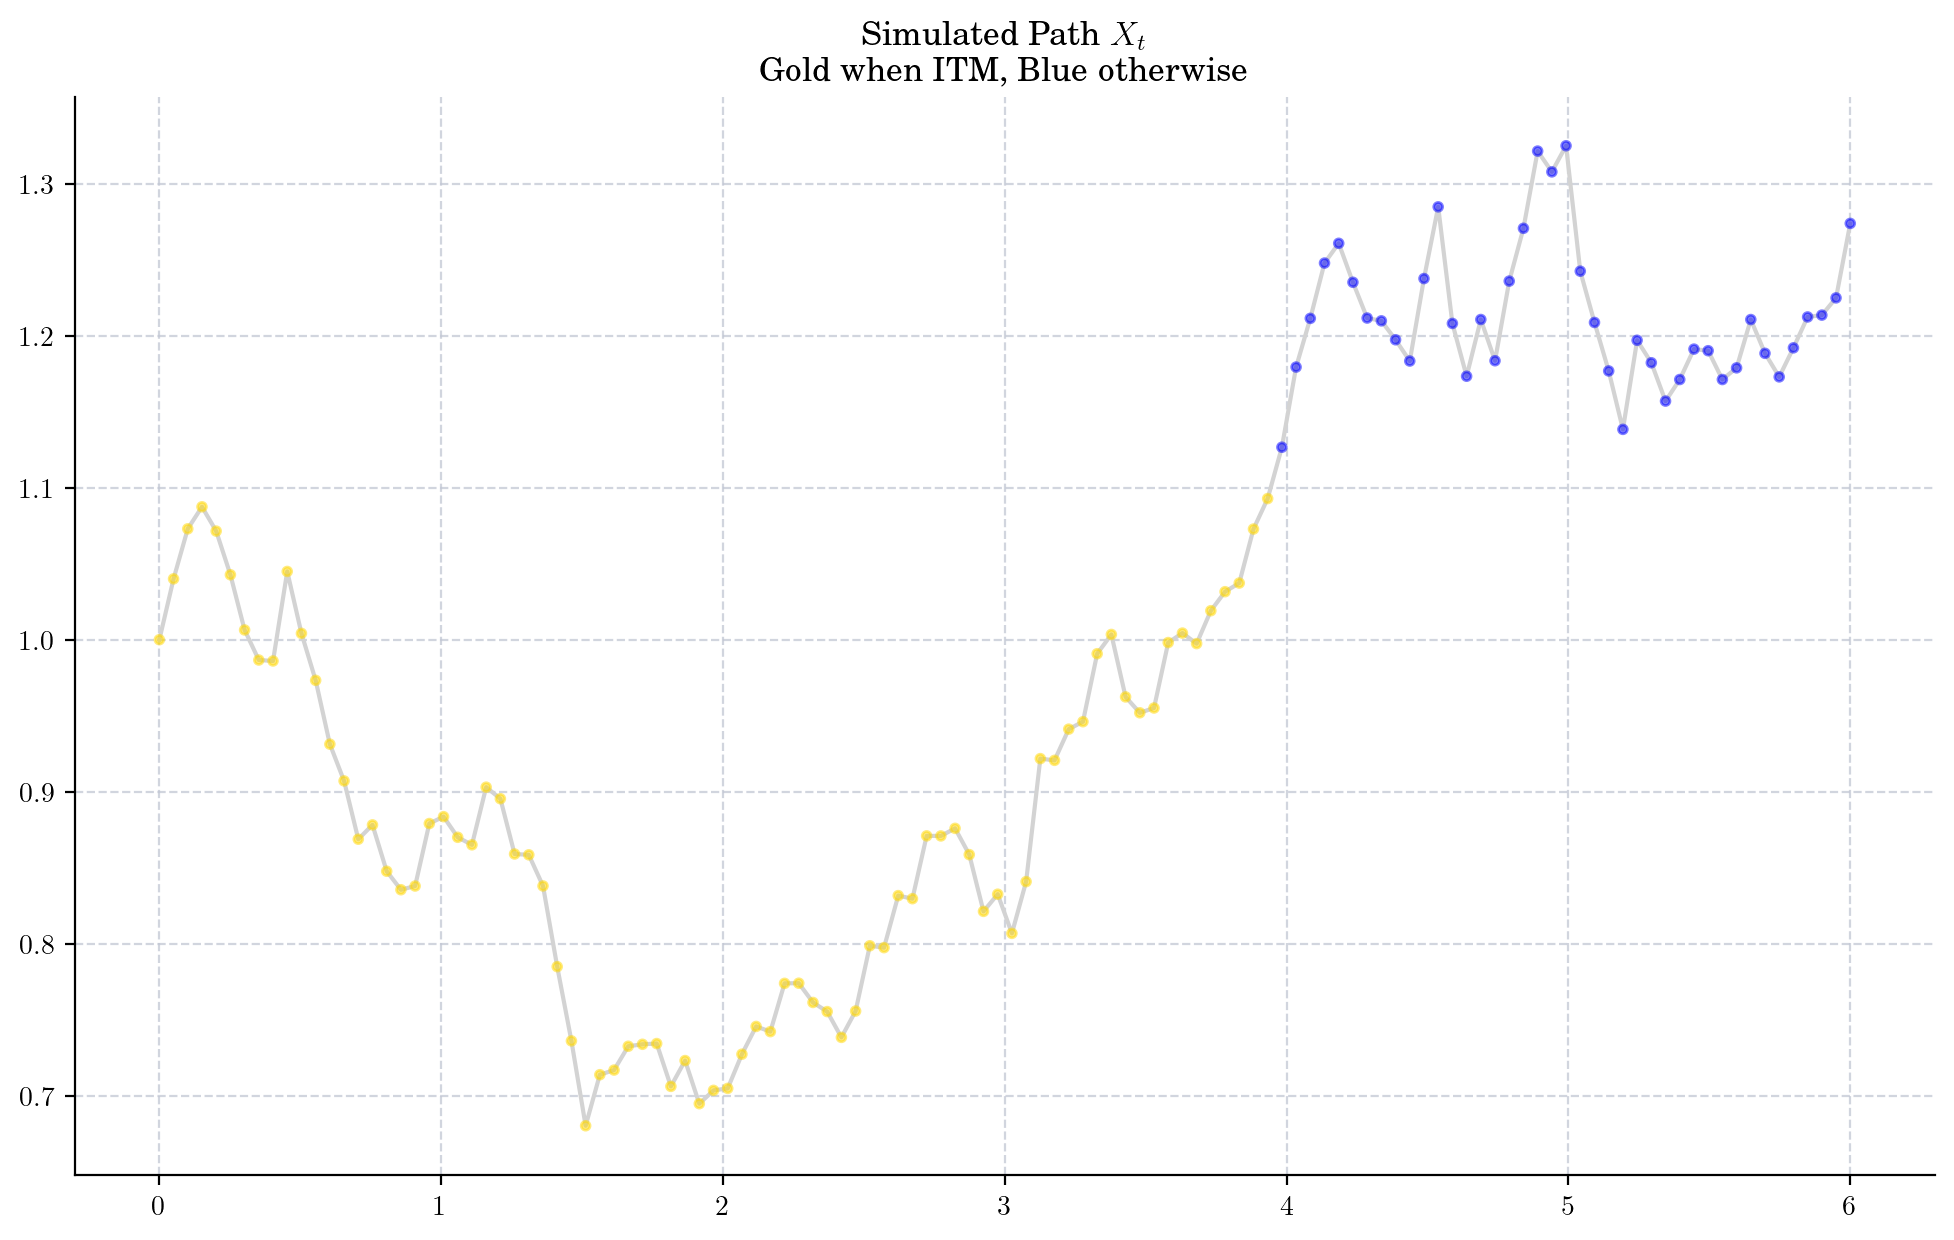 Simulated Path X_t
Gold when ITM, Blue otherwise
1.3
1.2
1.1
1.0
0.9
0.8
0.7
0 1 2 3 4 5 6